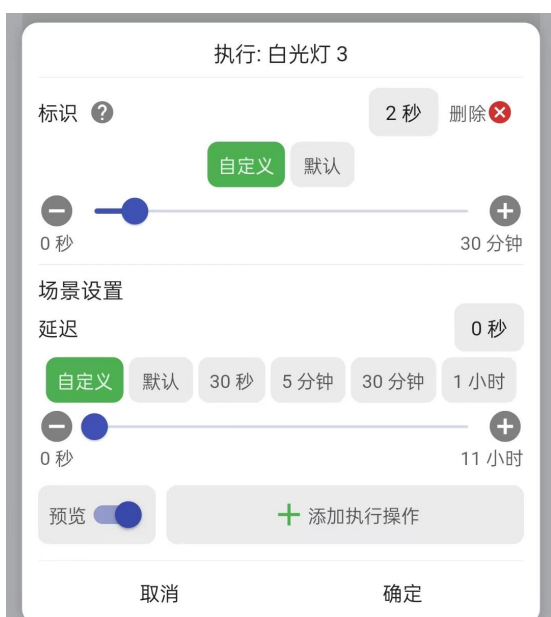 执行: 白光灯 3
标识 ? 2 秒 删除
自定义 默认
0 秒 30 分钟
场景设置
延迟 0 秒
自定义 默认 30 秒 5 分钟 30 分钟 1 小时
0 秒 11 小时
预览 添加执行操作
取消 确定